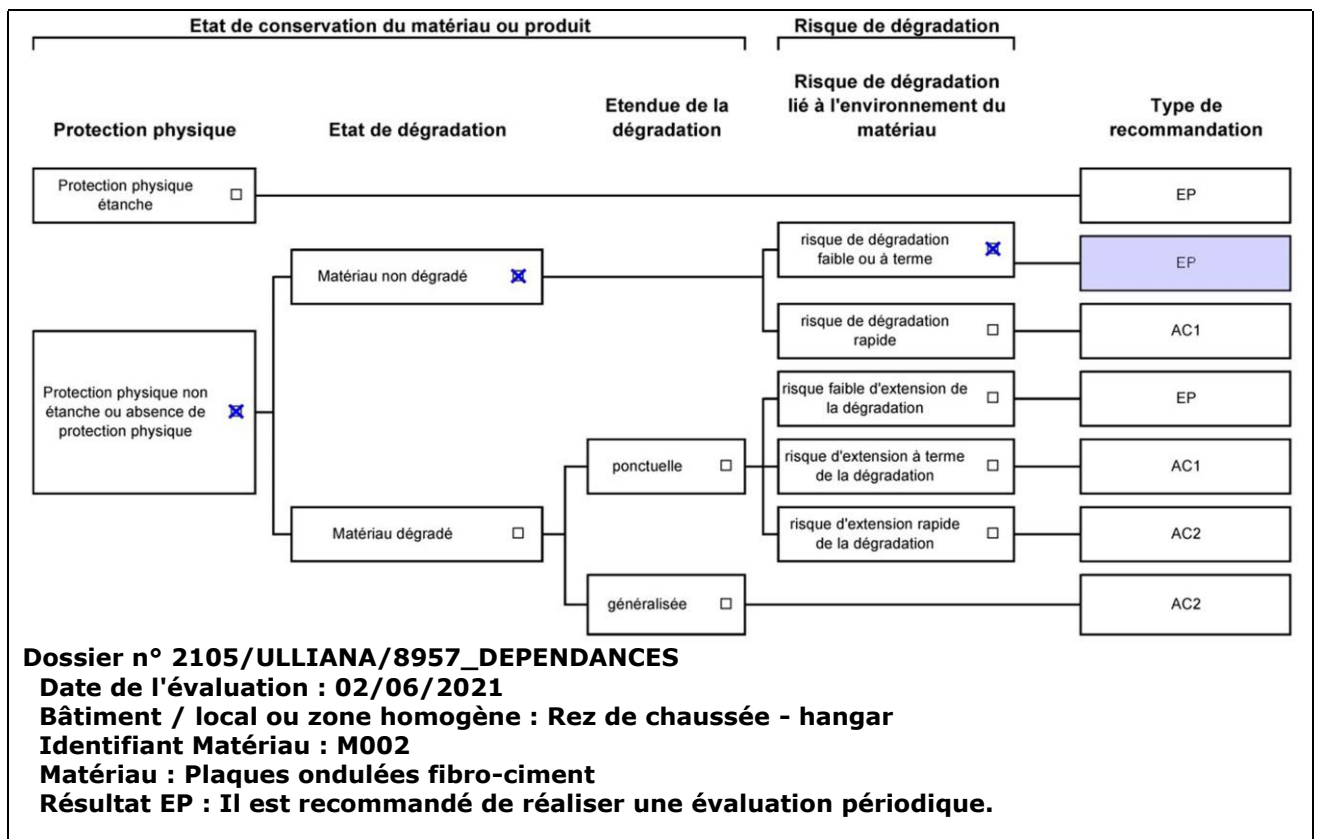 Etat de conservation du matériau ou produit
Risque de dégradation
Protection physique
Etat de dégradation
Etendue de la
dégradation
Risque de dégradation
lié à l'environnement du
matériau
Type de
recommandation
Protection physique
étanche
EP
risque de dégradation
faible ou à terme
EP
Matériau non dégradé
risque de dégradation
rapide
AC1
Protection physique non
étanche ou absence de
protection physique
risque faible d'extension de
la dégradation
EP
ponctuelle
risque d'extension à terme
de la dégradation
AC1
Matériau dégradé
risque d'extension rapide
de la dégradation
AC2
généralisée
AC2
Dossier n° 2105/ULLIANA/8957_DEPENDANCES
Date de l'évaluation : 02/06/2021
Bâtiment / local ou zone homogène : Rez de chaussée - hangar
Identifiant Matériau : M002
Matériau : Plaques ondulées fibro-ciment
Résultat EP : Il est recommandé de réaliser une évaluation périodique.